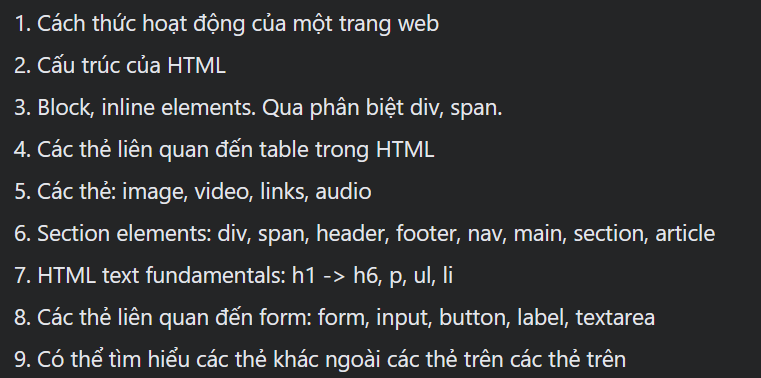 1. Cách thức hoạt động của một trang web
2. Cấu trúc của HTML
3. Block, inline elements. Qua phân biệt div, span.
4. Các thẻ liên quan đến table trong HTML
5. Các thẻ: image, video, links, audio
6. Section elements: div, span, header, footer, nav, main, section, article
7. HTML text fundamentals: h1 -> h6, p, ul, li
8. Các thẻ liên quan đến form: form, input, button, label, textarea
9. Có thể tìm hiểu các thẻ khác ngoài các thẻ trên các thẻ trên